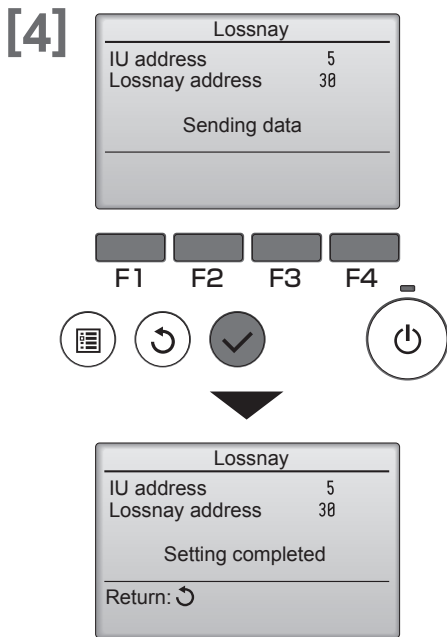 [4]
Lossnay
IU address 5
Lossnay address 30
Sending data
F1 F2 F3 F4
Lossnay
IU address 5
Lossnay address 30
Setting completed
Return: